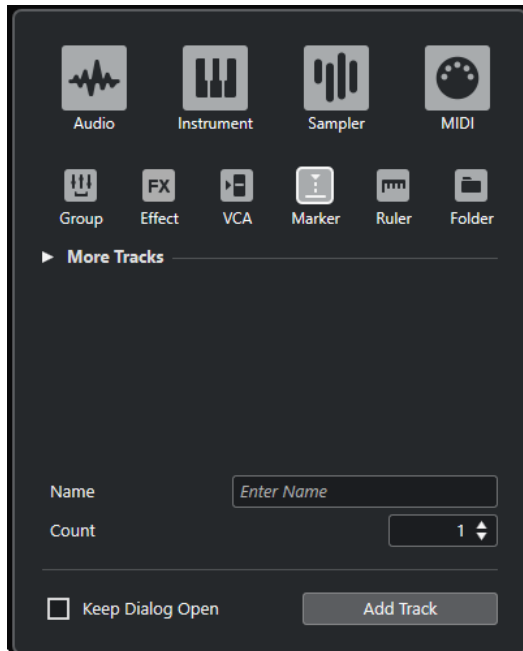 Audio Instrument Sampler MIDI
FX
Group Effect VCA Marker Ruler Folder
More Tracks
Name Enter Name
Count 1
Keep Dialog Open Add Track